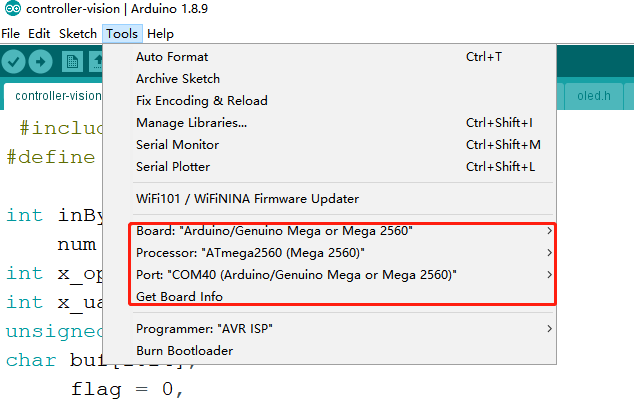 controller-vision | Arduino 1.8.9
File Edit Sketch Tools Help
controller-vision
oled.h
Auto Format Ctrl+T
Archive Sketch
Fix Encoding & Reload
Manage Libraries... Ctrl+Shift+I
Serial Monitor Ctrl+Shift+M
Serial Plotter Ctrl+Shift+L
WiFi101 / WiFiNINA Firmware Updater
Board: "Arduino/Genuino Mega or Mega 2560"
Processor: "ATmega2560 (Mega 2560)"
Port: "COM40 (Arduino/Genuino Mega or Mega 2560)"
Get Board Info
Programmer: "AVR ISP"
Burn Bootloader
#includ
#define
int inBy
num
int x_op
int x_ua
unsigned
char buf
flag = 0,